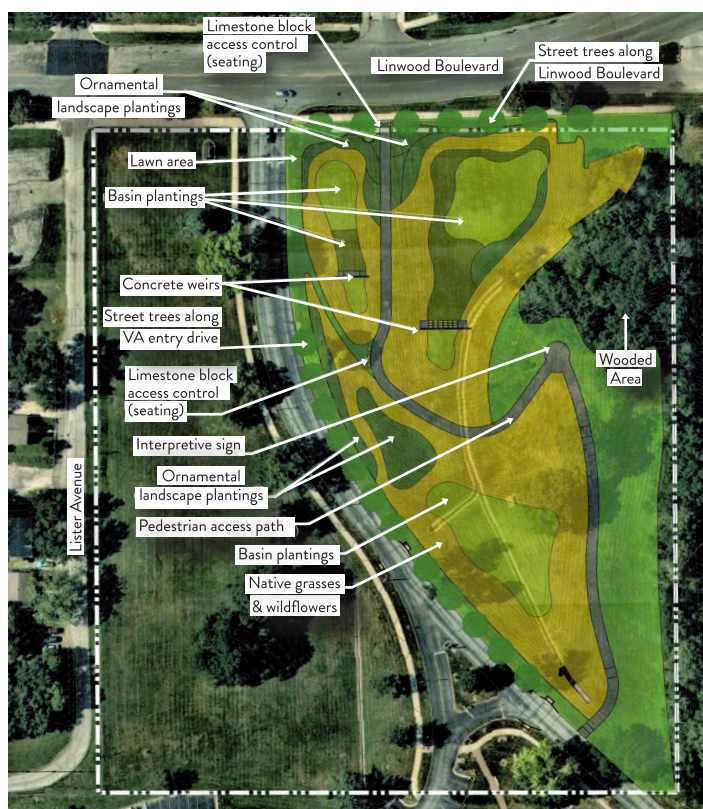 Limestone block
access control
(seating)
Linwood Boulevard
Street trees along
Linwood Boulevard
Ornamental
landscape plantings
Lawn area
Basin plantings
Concrete weirs
Street trees along
VA entry drive
Wooded
Area
Limestone block
access control
(seating)
Interpretive sign
Ornamental
landscape plantings
Lister Avenue
Pedestrian access path
Basin plantings
Native grasses
& wildflowers